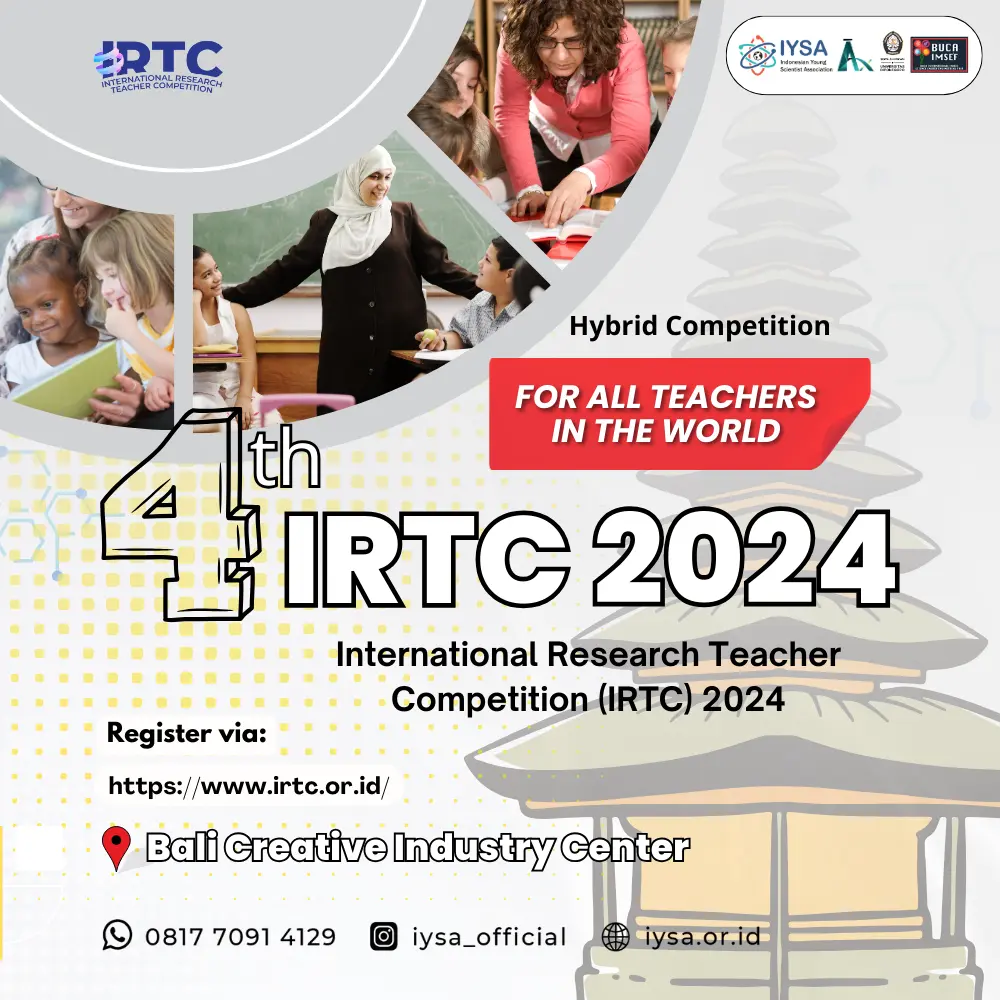 IRTC
INTERNATIONAL RESEARCH
TEACHER COMPETITION
IYSA
Indonesian Young
Scientist Association
BUCA
IMSEF
Hybrid Competition
FOR ALL TEACHERS
IN THE WORLD
4th
IRTC 2024
International Research Teacher
Competition (IRTC) 2024
Register via:
https://www.irtc.or.id/
Bali Creative Industry Center
0817 7091 4129
iysa_official
iysa.or.id